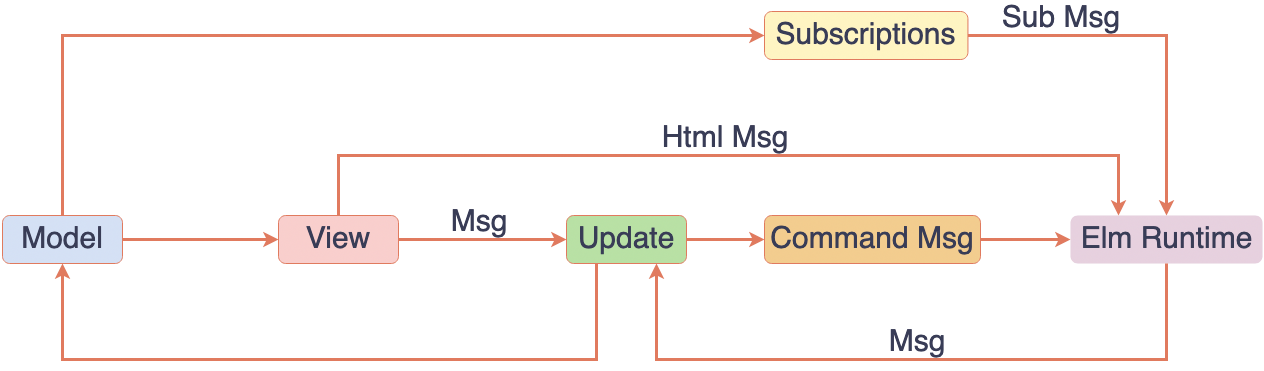 Subscriptions
Sub Msg
Html Msg
Model
View
Msg
Update
Command Msg
Elm Runtime
Msg